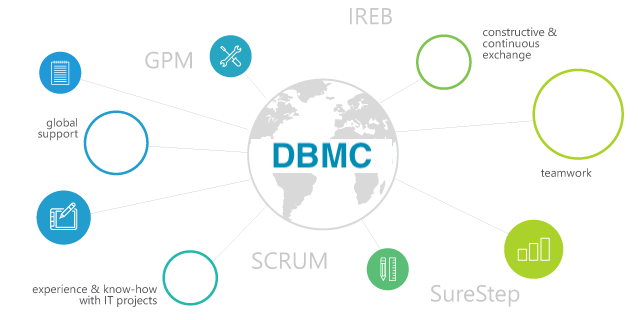 IREB
GPM
constructive &
continuous
exchange
global
support
DBMC
teamwork
SCRUM
experience & know-how
with IT projects
SureStep